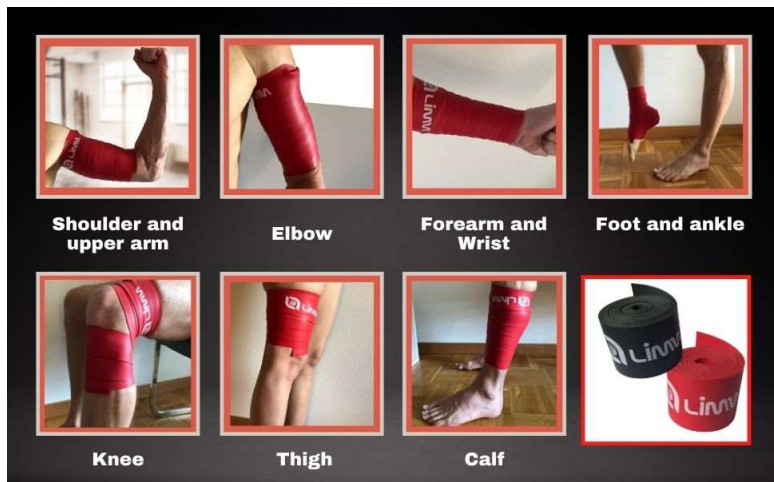 Shoulder and
upper arm
Elbow
Forearm and
Wrist
Foot and ankle
Knee
Thigh
Calf